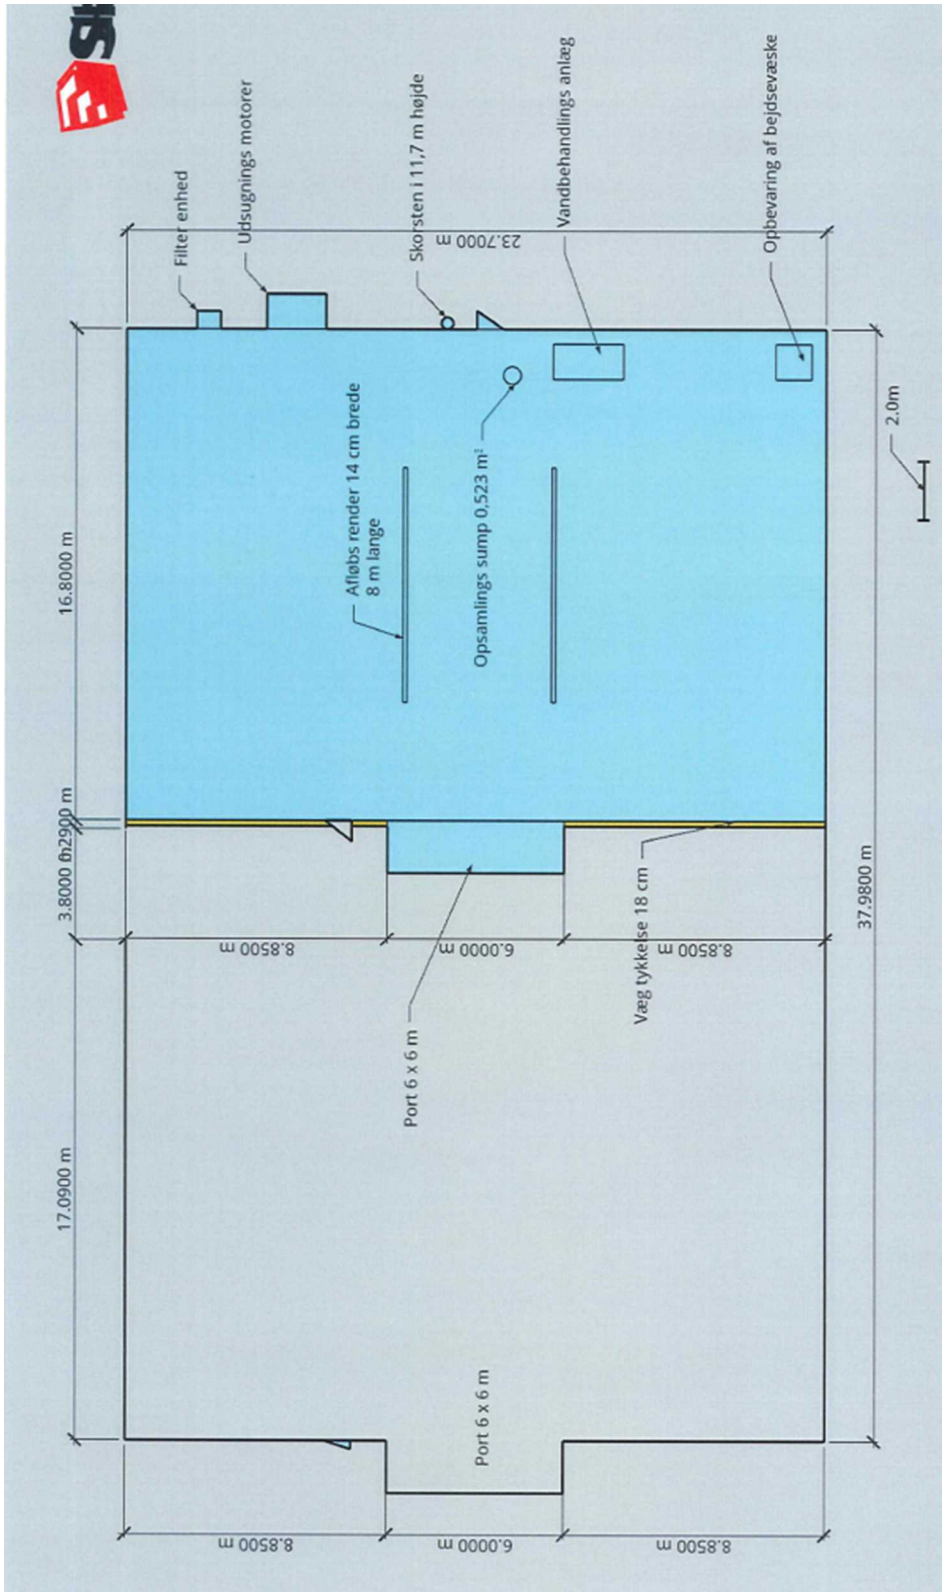 Filter enhed
Udsugnings motorer
Skorsten i 11,7 m højde
Vandbehandlings anlæg
Opbevaring af bejdsevæske
23.7000 m
16.8000 m
Afløbs render 14 cm brede
8 m lange
Opsamlings sump 0,523 m²
2.0m
3.8000 m
0.2900 m
8.8500 m
6.0000 m
8.8500 m
Væg tykkelse 18 cm
37.9800 m
Port 6 x 6 m
17.0900 m
Port 6 x 6 m
8.8500 m
6.0000 m
8.8500 m